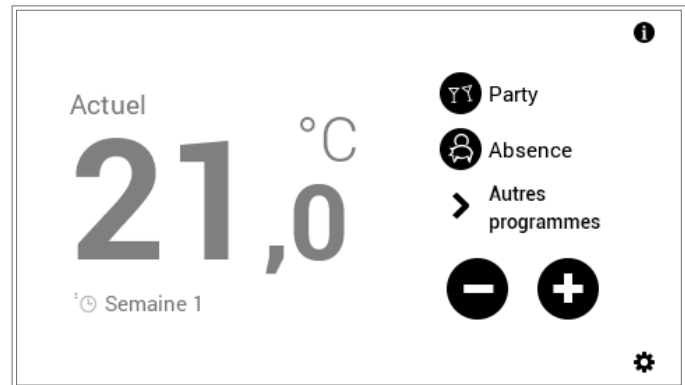 Actuel
21,0 °C
Semaine 1
Party
Absence
Autres
programmes